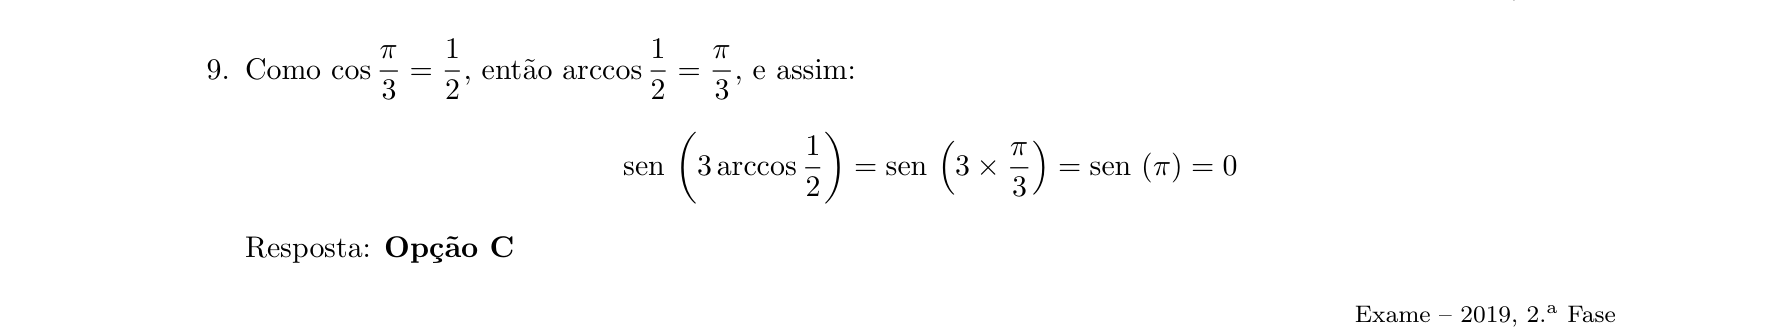 9. Como cos π/3 = 1/2, então arccos 1/2 = π/3, e assim:
sen (3 arccos 1/2) = sen (3 × π/3) = sen (π) = 0
Resposta: Opção C
Exame – 2019, 2.ª Fase